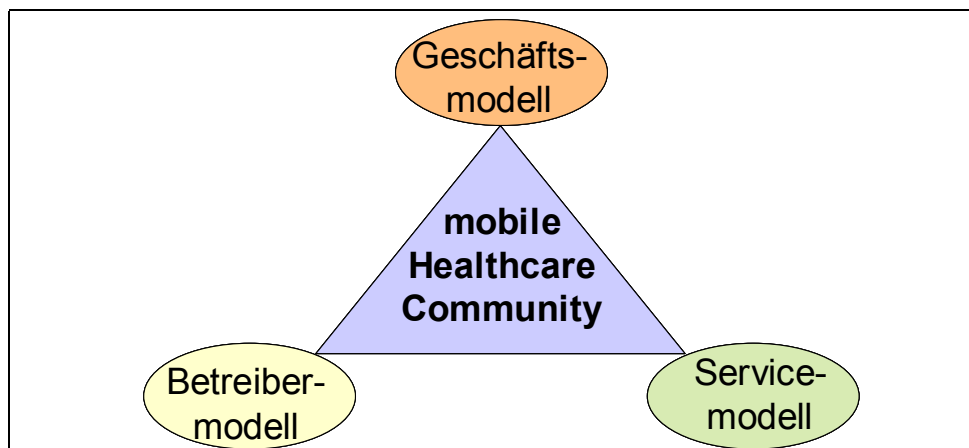 Geschäfts-
modell
mobile
Healthcare
Community
Betreiber-
modell
Service-
modell